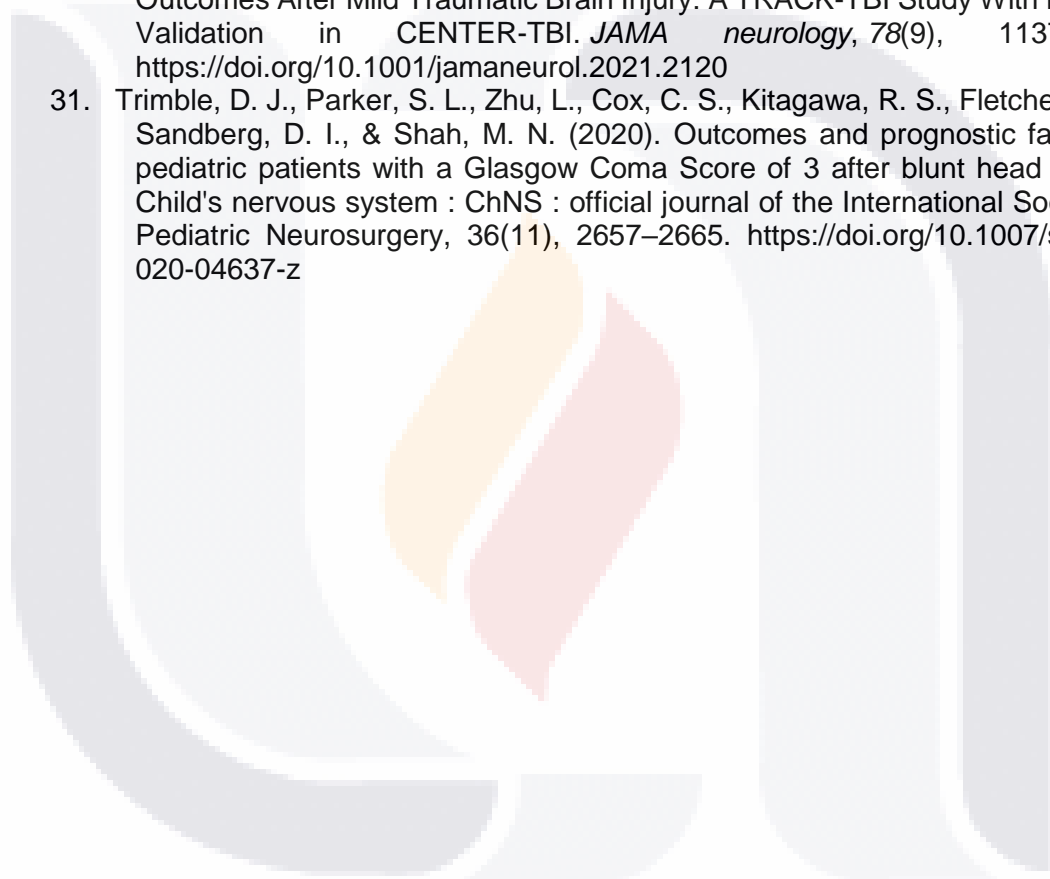 Outcomes After Mild Traumatic Brain Injury: A TRACK-TBI Study With
Validation in CENTER-TBI. JAMA neurology, 78(9), 1137
https://doi.org/10.1001/jamaneurol.2021.2120
31. Trimble, D. J., Parker, S. L., Zhu, L., Cox, C. S., Kitagawa, R. S., Fletche
Sandberg, D. I., & Shah, M. N. (2020). Outcomes and prognostic fa
pediatric patients with a Glasgow Coma Score of 3 after blunt head
Child's nervous system : ChNS : official journal of the International So
Pediatric Neurosurgery, 36(11), 2657–2665. https://doi.org/10.1007/s
020-04637-z